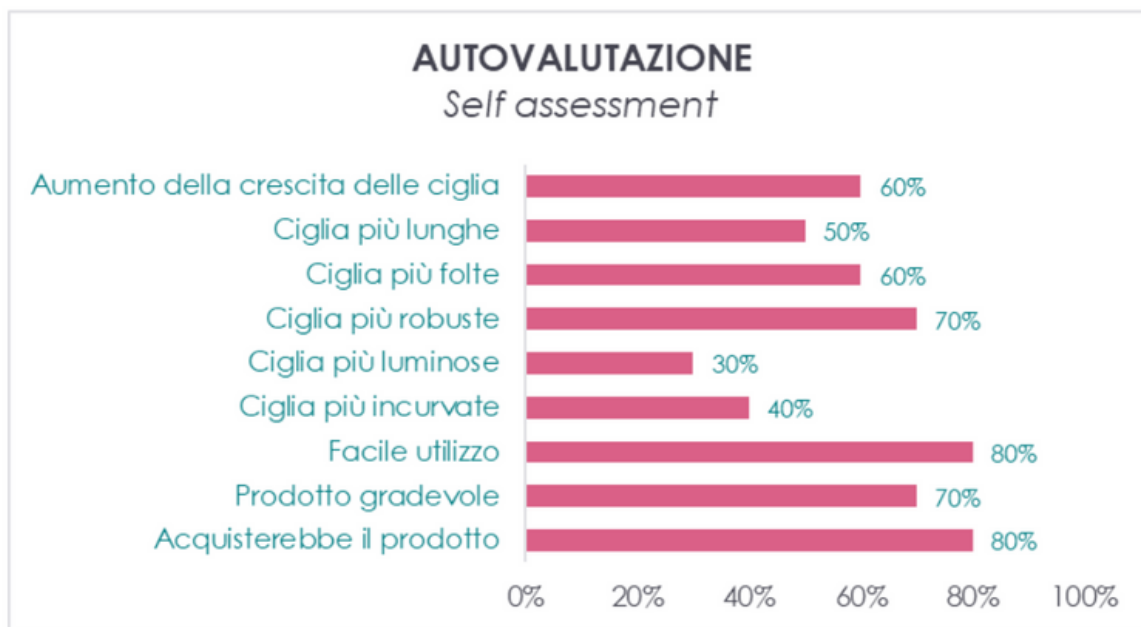 AUTOVALUTAZIONE
Self assessment
Aumento della crescita delle ciglia 60%
Ciglia più lunghe 50%
Ciglia più folte 60%
Ciglia più robuste 70%
Ciglia più luminose 30%
Ciglia più incurvate 40%
Facile utilizzo 80%
Prodotto gradevole 70%
Acquisterebbe il prodotto 80%
0% 20% 40% 60% 80% 100%